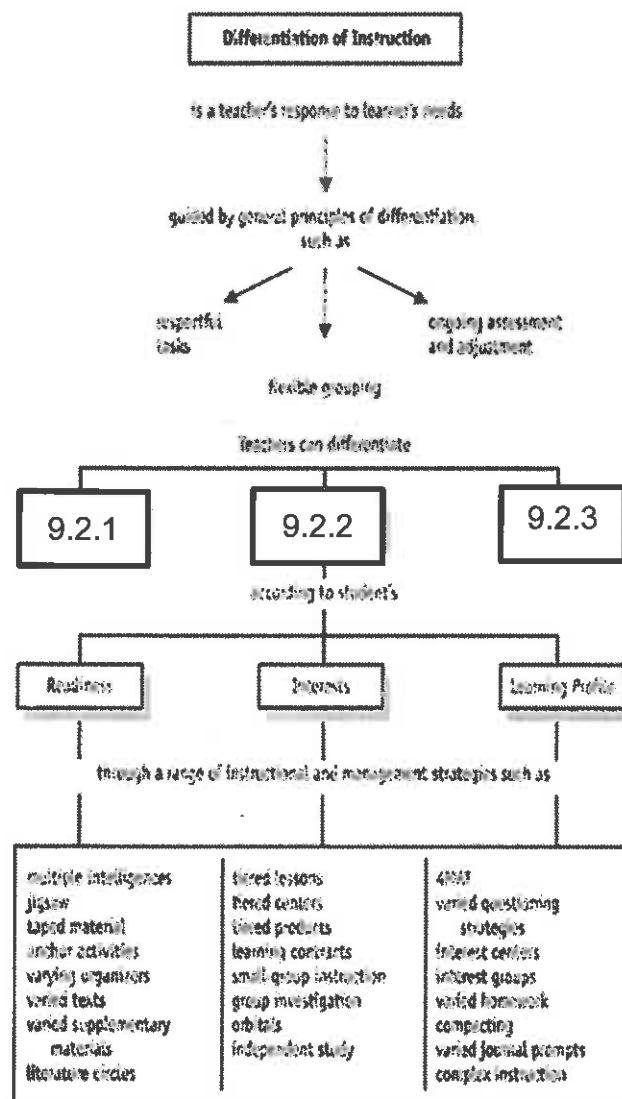 Differentiation of Instruction
is a teacher's response to learner's needs
guided by general principles of differentiation,
such as
respectful
tasks
ongoing assessment
and adjustment
flexible grouping
Teachers can differentiate
9.2.1
9.2.2
9.2.3
according to student's
Readiness
Interests
Learning Profile
through a range of instructional and management strategies such as
multiple intelligences
jigsaw
taped material
anchor activities
varying organizers
varied texts
varied supplementary
materials
literature circles
tiered lessons
tiered centers
tiered products
learning contracts
small-group instruction
group investigation
orbitals
independent study
4MAT
varied questioning
strategies
interest centers
interest groups
varied homework
compacting
varied journal prompts
complex instruction